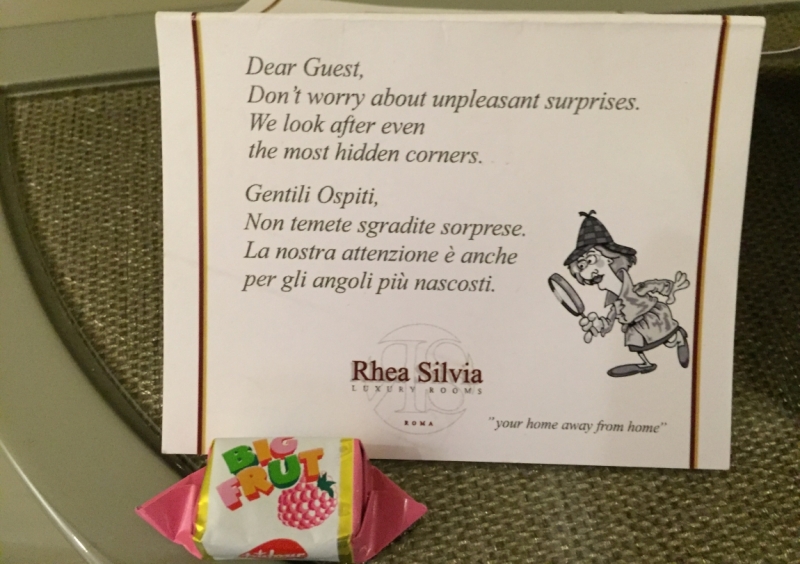 Dear Guest,
Don't worry about unpleasant surprises.
We look after even
the most hidden corners.
Gentili Ospiti,
Non temete sgradite sorprese.
La nostra attenzione è anche
per gli angoli più nascosti.
Rhea Silvia
LUXURY ROOMS
ROMA
"your home away from home"
BIG
FRUT